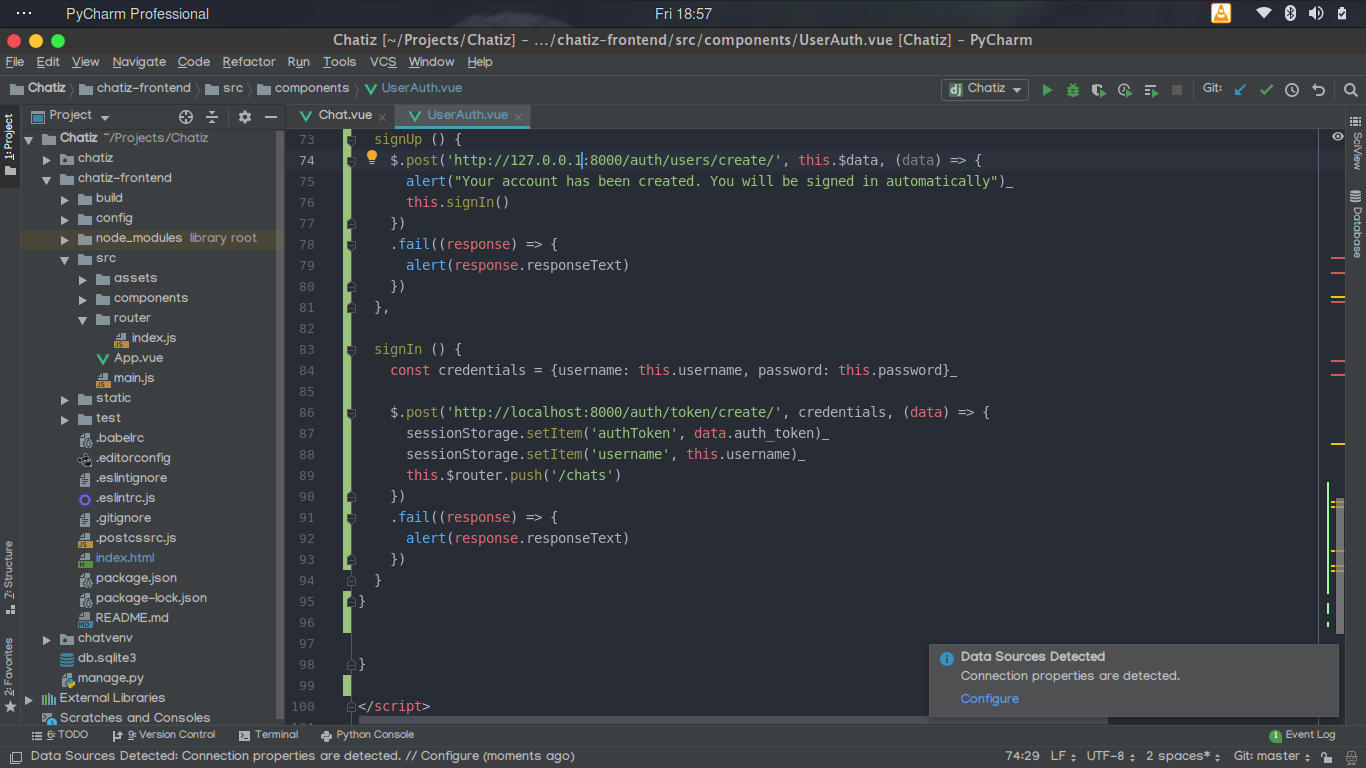 PyCharm Professional
Fri 18:57
Chatiz [~/Projects/Chatiz] – .../chatiz-frontend/src/components/UserAuth.vue [Chatiz] – PyCharm
File Edit View Navigate Code Refactor Run Tools VCS Window Help
Chatiz chatiz-frontend src components UserAuth.vue
Chatiz Git:
Project
Chat.vue UserAuth.vue
1: Project
7: Structure
2: Favorites
Chatiz ~/Projects/Chatiz
chatiz
chatiz-frontend
build
config
node_modules library root
src
assets
components
router
index.js
App.vue
main.js
static
test
.babelrc
.editorconfig
.eslintignore
.eslintrc.js
.gitignore
.postcssrc.js
index.html
package.json
package-lock.json
README.md
chatvenv
db.sqlite3
manage.py
External Libraries
Scratches and Consoles
73 signUp () {
74 $.post('http://127.0.0.1:8000/auth/users/create/', this.$data, (data) => {
75 alert("Your account has been created. You will be signed in automatically")_
76 this.signIn()
77 })
78 .fail((response) => {
79 alert(response.responseText)
80 })
81 },
82
83 signIn () {
84 const credentials = {username: this.username, password: this.password}_
85
86 $.post('http://localhost:8000/auth/token/create/', credentials, (data) => {
87 sessionStorage.setItem('authToken', data.auth_token)_
88 sessionStorage.setItem('username', this.username)_
89 this.$router.push('/chats')
90 })
91 .fail((response) => {
92 alert(response.responseText)
93 })
94 }
95 }
96
97
98 }
99
100 </script>
SciView
Database
Data Sources Detected
Connection properties are detected.
Configure
6: TODO 9: Version Control Terminal Python Console 1 Event Log
Data Sources Detected: Connection properties are detected. // Configure (moments ago) 74:29 LF UTF-8 2 spaces* Git: master